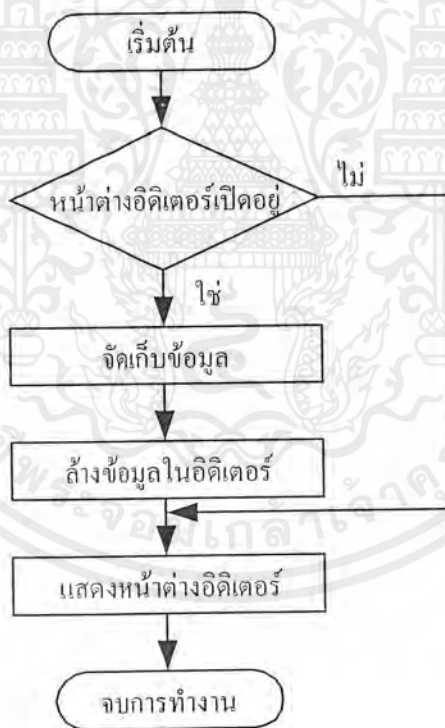 เริ่มต้น
หน้าต่างอิดิเตอร์เปิดอยู่
ไม่
ใช่
จัดเก็บข้อมูล
ล้างข้อมูลในอิดิเตอร์
แสดงหน้าต่างอิดิเตอร์
จบการทำงาน